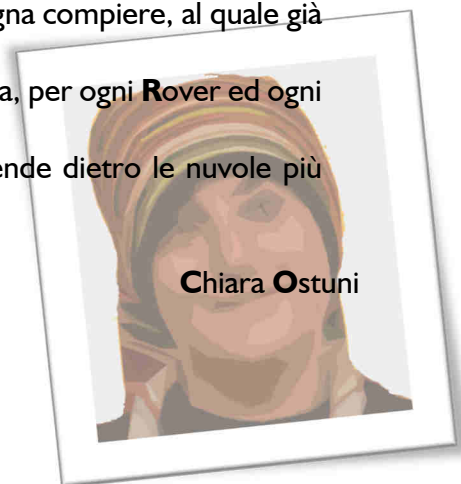 gna compiere, al quale già
a, per ogni Rover ed ogni
ende dietro le nuvole più
Chiara Ostuni